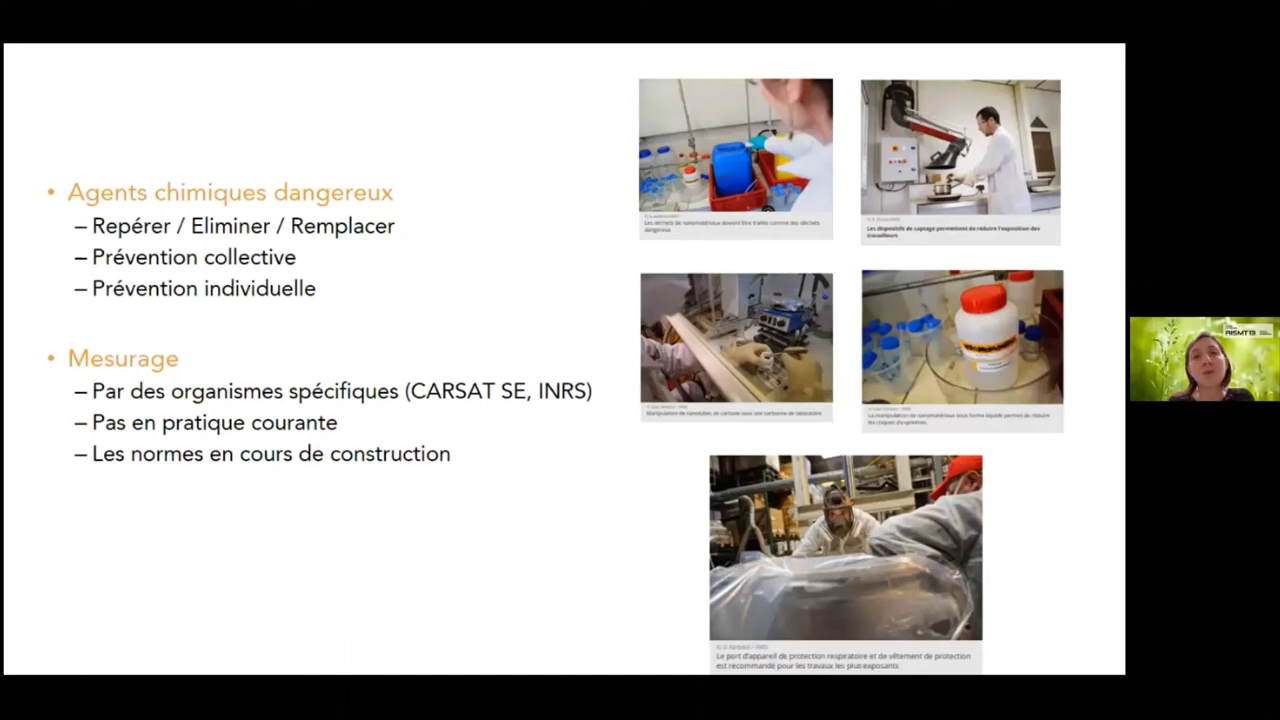 • Agents chimiques dangereux
– Repérer / Eliminer / Remplacer
– Prévention collective
– Prévention individuelle
• Mesurage
– Par des organismes spécifiques (CARSAT SE, INRS)
– Pas en pratique courante
– Les normes en cours de construction
Les déchets de nanomatériaux doivent être traités comme des déchets
dangereux
Les dispositifs de captage permettent de réduire l'exposition des
travailleurs
Manipulation de nanotubes de carbone sous une sorbonne de laboratoire
La manipulation de nanomatériaux sous forme liquide permet de réduire
les risques d'exposition.
/ INRS
Le port d'appareil de protection respiratoire et de vêtement de protection
est recommandé pour les travaux les plus exposants
AISMT13